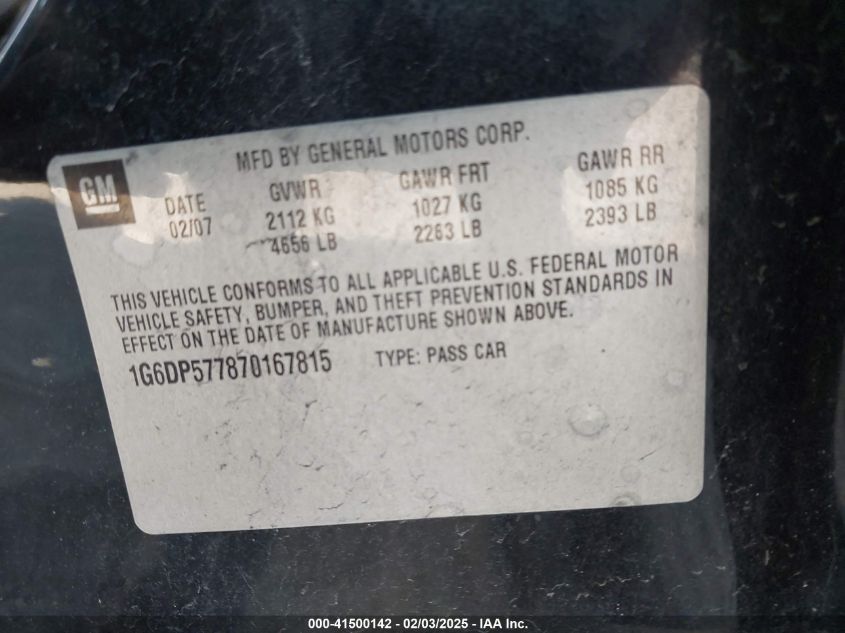 MFD BY GENERAL MOTORS CORP.
GM
DATE GVWR GAWR FRT GAWR RR
02/07 2112 KG 1027 KG 1085 KG
4656 LB 2263 LB 2393 LB
THIS VEHICLE CONFORMS TO ALL APPLICABLE U.S. FEDERAL MOTOR
VEHICLE SAFETY, BUMPER, AND THEFT PREVENTION STANDARDS IN
EFFECT ON THE DATE OF MANUFACTURE SHOWN ABOVE.
1G6DP577870167815 TYPE: PASS CAR
000-41500142 - 02/03/2025 - IAA Inc.